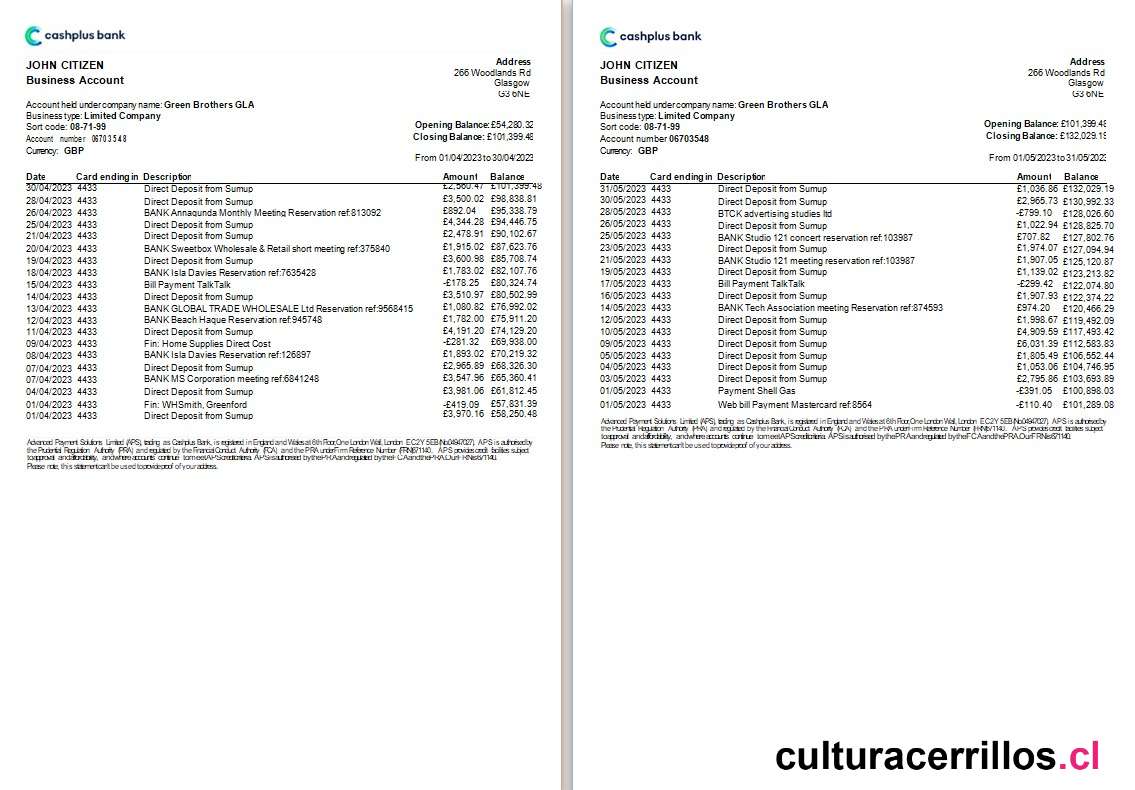 cashplus bank
JOHN CITIZEN
Business Account
Address
266 Woodlands Rd
Glasgow
G3 6NE
Account held under company name: Green Brothers GLA
Business type: Limited Company
Sort code: 08-71-99
Account number 06703548
Currency: GBP
Opening Balance: £54,280.32
Closing Balance: £101,399.48
From 01/04/2023 to 30/04/2023
Date Card ending in Description Amount Balance
30/04/2023 4433 Direct Deposit from Sumup £2,560.47 £101,399.48
28/04/2023 4433 Direct Deposit from Sumup £3,500.02 £98,838.81
26/04/2023 4433 BANK Annaqunda Monthly Meeting Reservation ref:813092 £892.04 £95,338.79
25/04/2023 4433 Direct Deposit from Sumup £4,344.28 £94,446.75
21/04/2023 4433 Direct Deposit from Sumup £2,478.91 £90,102.67
20/04/2023 4433 BANK Sweetbox Wholesale & Retail short meeting ref:375840 £1,915.02 £87,623.76
19/04/2023 4433 Direct Deposit from Sumup £3,600.98 £85,708.74
18/04/2023 4433 BANK Isla Davies Reservation ref:7635428 £1,783.02 £82,107.76
15/04/2023 4433 Bill Payment TalkTalk -£178.25 £80,324.74
14/04/2023 4433 Direct Deposit from Sumup £3,510.97 £80,502.99
13/04/2023 4433 BANK GLOBAL TRADE WHOLESALE Ltd Reservation ref:9568415 £1,080.82 £76,992.02
12/04/2023 4433 BANK Beach Haque Reservation ref:945748 £1,782.00 £75,911.20
11/04/2023 4433 Direct Deposit from Sumup £4,191.20 £74,129.20
09/04/2023 4433 Fin: Home Supplies Direct Cost -£281.32 £69,938.00
08/04/2023 4433 BANK Isla Davies Reservation ref:126897 £1,893.02 £70,219.32
07/04/2023 4433 Direct Deposit from Sumup £2,965.89 £68,326.30
07/04/2023 4433 BANK MS Corporation meeting ref:6841248 £3,547.96 £65,360.41
04/04/2023 4433 Direct Deposit from Sumup £3,981.06 £61,812.45
01/04/2023 4433 Fin: WHSmith, Greenford -£419.09 £57,831.39
01/04/2023 4433 Direct Deposit from Sumup £3,970.16 £58,250.48
Advanced Payment Solutions Limited (APS), trading as Cashplus Bank, is registered in England and Wales at 6th Floor, One London Wall, London EC2Y 5EB (No04947027). APS is authorised by
the Prudential Regulation Authority (PRA) and regulated by the Financial Conduct Authority (FCA) and the PRA under Firm Reference Number (FRN)671140. APS provides credit facilities subject
to approval and affordability, and where accounts continue to meet APS credit criteria. APS is authorised by the PRA and regulated by the FCA and the PRA. Our FRN is 671140.
Please note, this statement can't be used to provide proof of your address.
cashplus bank
JOHN CITIZEN
Business Account
Address
266 Woodlands Rd
Glasgow
G3 6NE
Account held under company name: Green Brothers GLA
Business type: Limited Company
Sort code: 08-71-99
Account number 06703548
Currency: GBP
Opening Balance: £101,399.48
Closing Balance: £132,029.19
From 01/05/2023 to 31/05/2023
Date Card ending in Description Amount Balance
31/05/2023 4433 Direct Deposit from Sumup £1,036.86 £132,029.19
30/05/2023 4433 Direct Deposit from Sumup £2,965.73 £130,992.33
28/05/2023 4433 BTCK advertising studies ltd -£799.10 £128,026.60
26/05/2023 4433 Direct Deposit from Sumup £1,022.94 £128,825.70
25/05/2023 4433 BANK Studio 121 concert reservation ref:103987 £707.82 £127,802.76
23/05/2023 4433 Direct Deposit from Sumup £1,974.07 £127,094.94
21/05/2023 4433 BANK Studio 121 meeting reservation ref:103987 £1,907.05 £125,120.87
19/05/2023 4433 Direct Deposit from Sumup £1,139.02 £123,213.82
17/05/2023 4433 Bill Payment TalkTalk -£299.42 £122,074.80
16/05/2023 4433 Direct Deposit from Sumup £1,907.93 £122,374.22
14/05/2023 4433 BANK Tech Association meeting Reservation ref:874593 £974.20 £120,466.29
12/05/2023 4433 Direct Deposit from Sumup £1,998.67 £119,492.09
10/05/2023 4433 Direct Deposit from Sumup £4,909.59 £117,493.42
09/05/2023 4433 Direct Deposit from Sumup £6,031.39 £112,583.83
05/05/2023 4433 Direct Deposit from Sumup £1,805.49 £106,552.44
04/05/2023 4433 Direct Deposit from Sumup £1,053.06 £104,746.95
03/05/2023 4433 Direct Deposit from Sumup £2,795.86 £103,693.89
01/05/2023 4433 Payment Shell Gas -£391.05 £100,898.03
01/05/2023 4433 Web bill Payment Mastercard ref:8564 -£110.40 £101,289.08
Advanced Payment Solutions Limited (APS), trading as Cashplus Bank, is registered in England and Wales at 6th Floor, One London Wall, London EC2Y 5EB (No04947027). APS is authorised by
the Prudential Regulation Authority (PRA) and regulated by the Financial Conduct Authority (FCA) and the PRA under Firm Reference Number (FRN)671140. APS provides credit facilities subject
to approval and affordability, and where accounts continue to meet APS credit criteria. APS is authorised by the PRA and regulated by the FCA and the PRA. Our FRN is 671140.
Please note, this statement can't be used to provide proof of your address.
culturacerrillos.cl